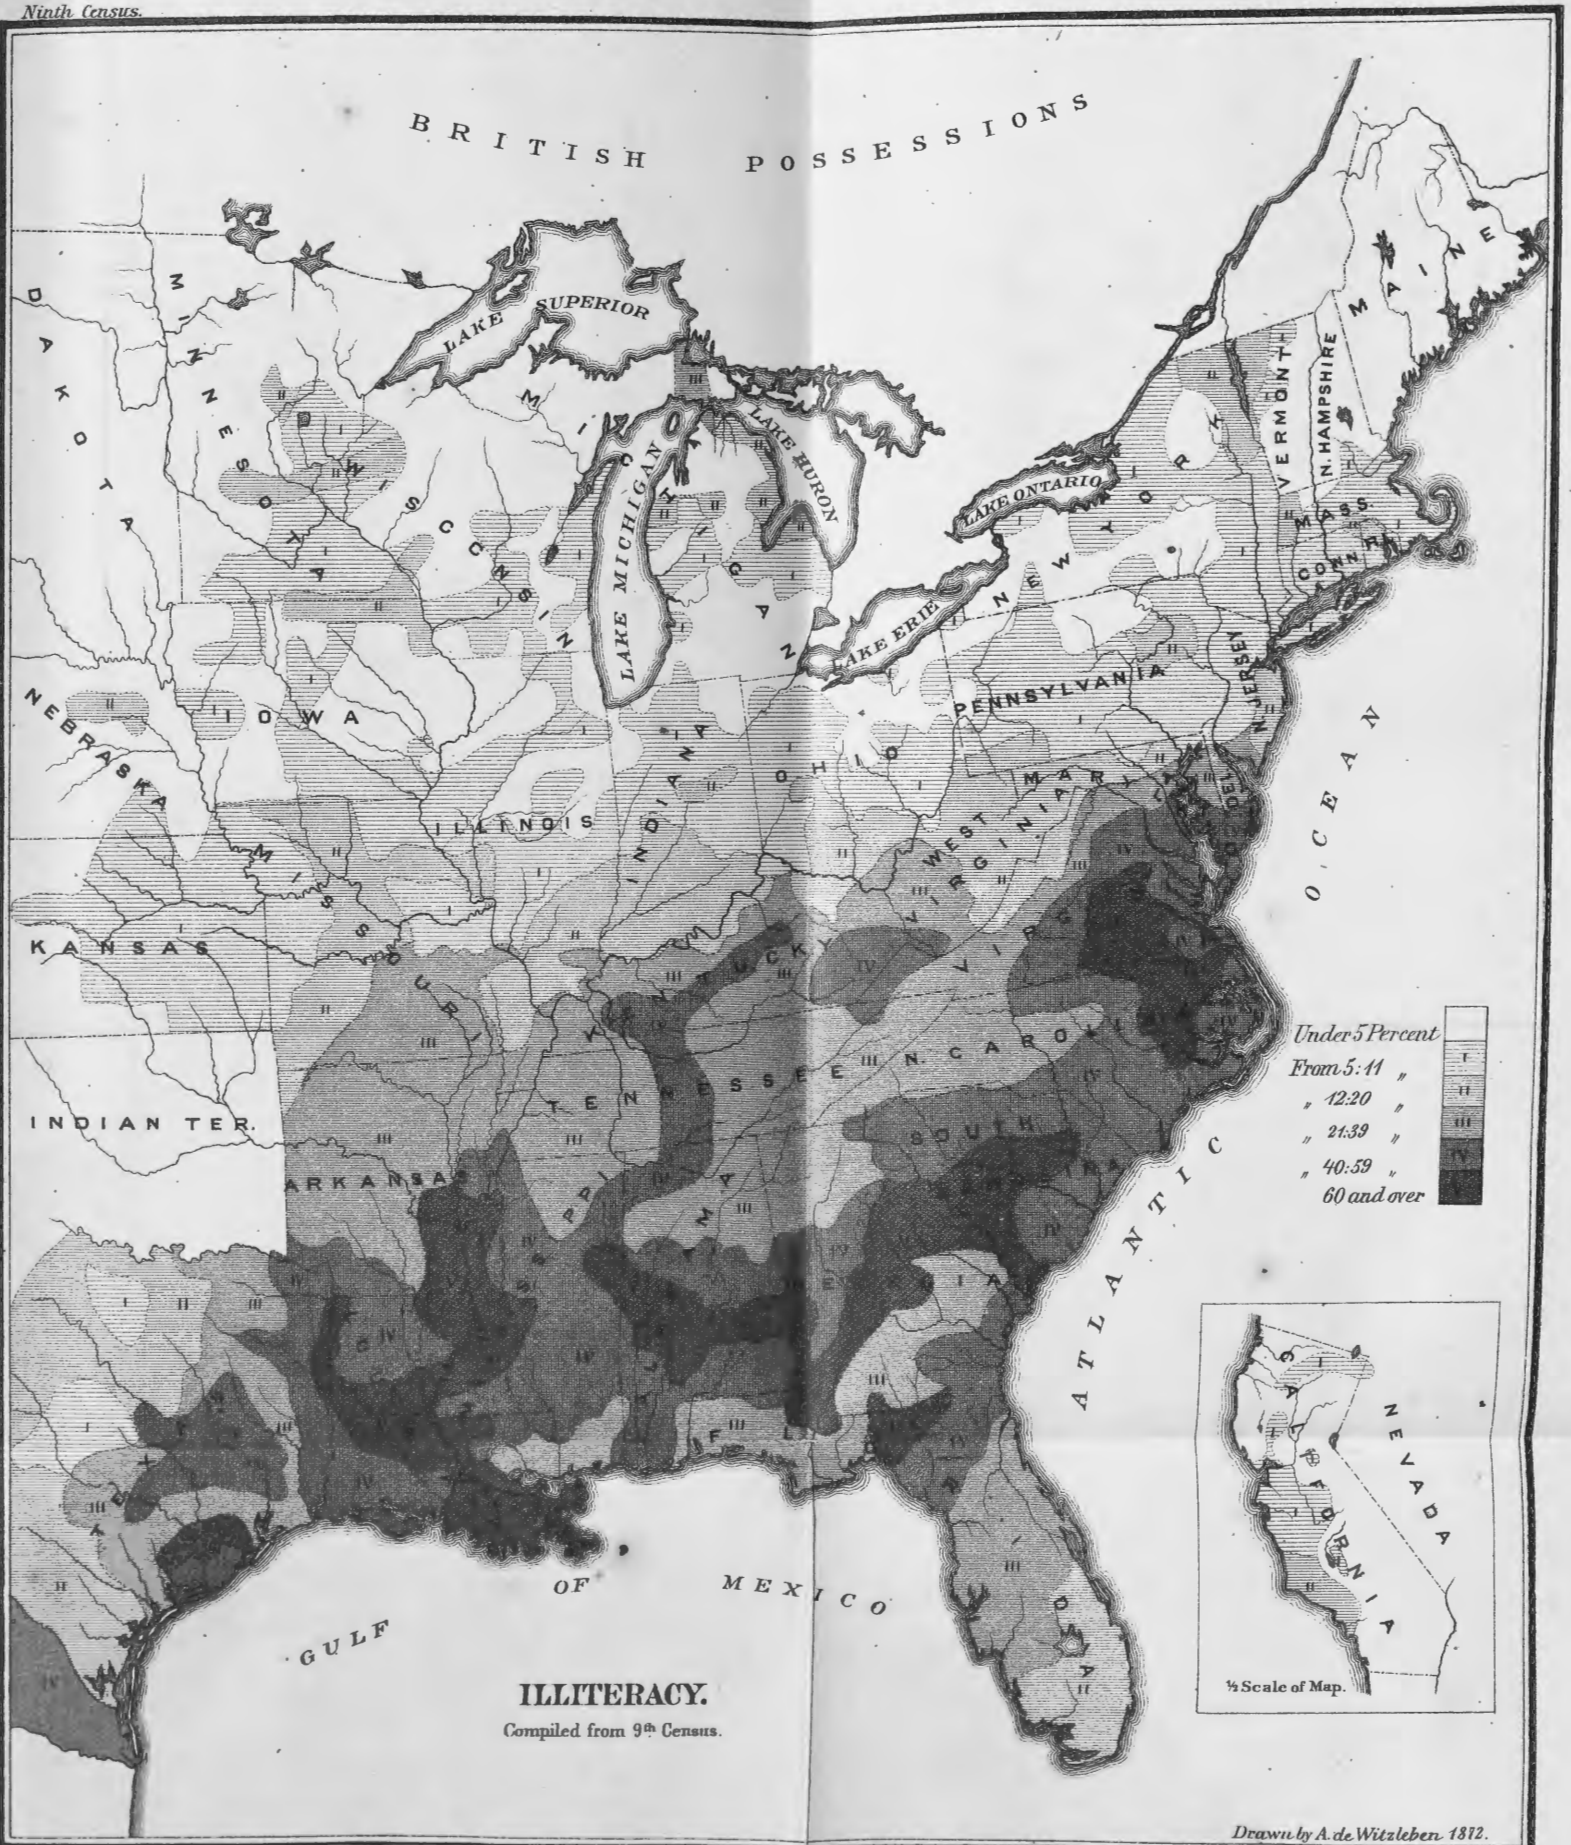 Ninth Census.
BRITISH POSSESSIONS
DAKOTA
MINNESOTA
LAKE SUPERIOR
MICHIGAN
WISCONSIN
LAKE MICHIGAN
LAKE HURON
LAKE ONTARIO
LAKE ERIE
MAINE
VERMONT
N. HAMPSHIRE
MASS.
CONN.
R.I.
NEW YORK
N. JERSEY
PENNSYLVANIA
NEBRASKA
IOWA
ILLINOIS
INDIANA
OHIO
MARYLAND
DEL
WEST VIRGINIA
VIRGINIA
KANSAS
MISSOURI
KENTUCKY
INDIAN TER.
TENNESSEE
N. CAROLINA
ARKANSAS
SOUTH CAROLINA
GEORGIA
FLORIDA
ATLANTIC OCEAN
GULF OF MEXICO
Under 5 Percent
From 5:11 „ I
„ 12:20 „ II
„ 21:39 „ III
„ 40:59 „ IV
60 and over V
CALIFORNIA
NEVADA
½ Scale of Map.
ILLITERACY.
Compiled from 9th Census.
Drawn by A. de Witzleben 1872.